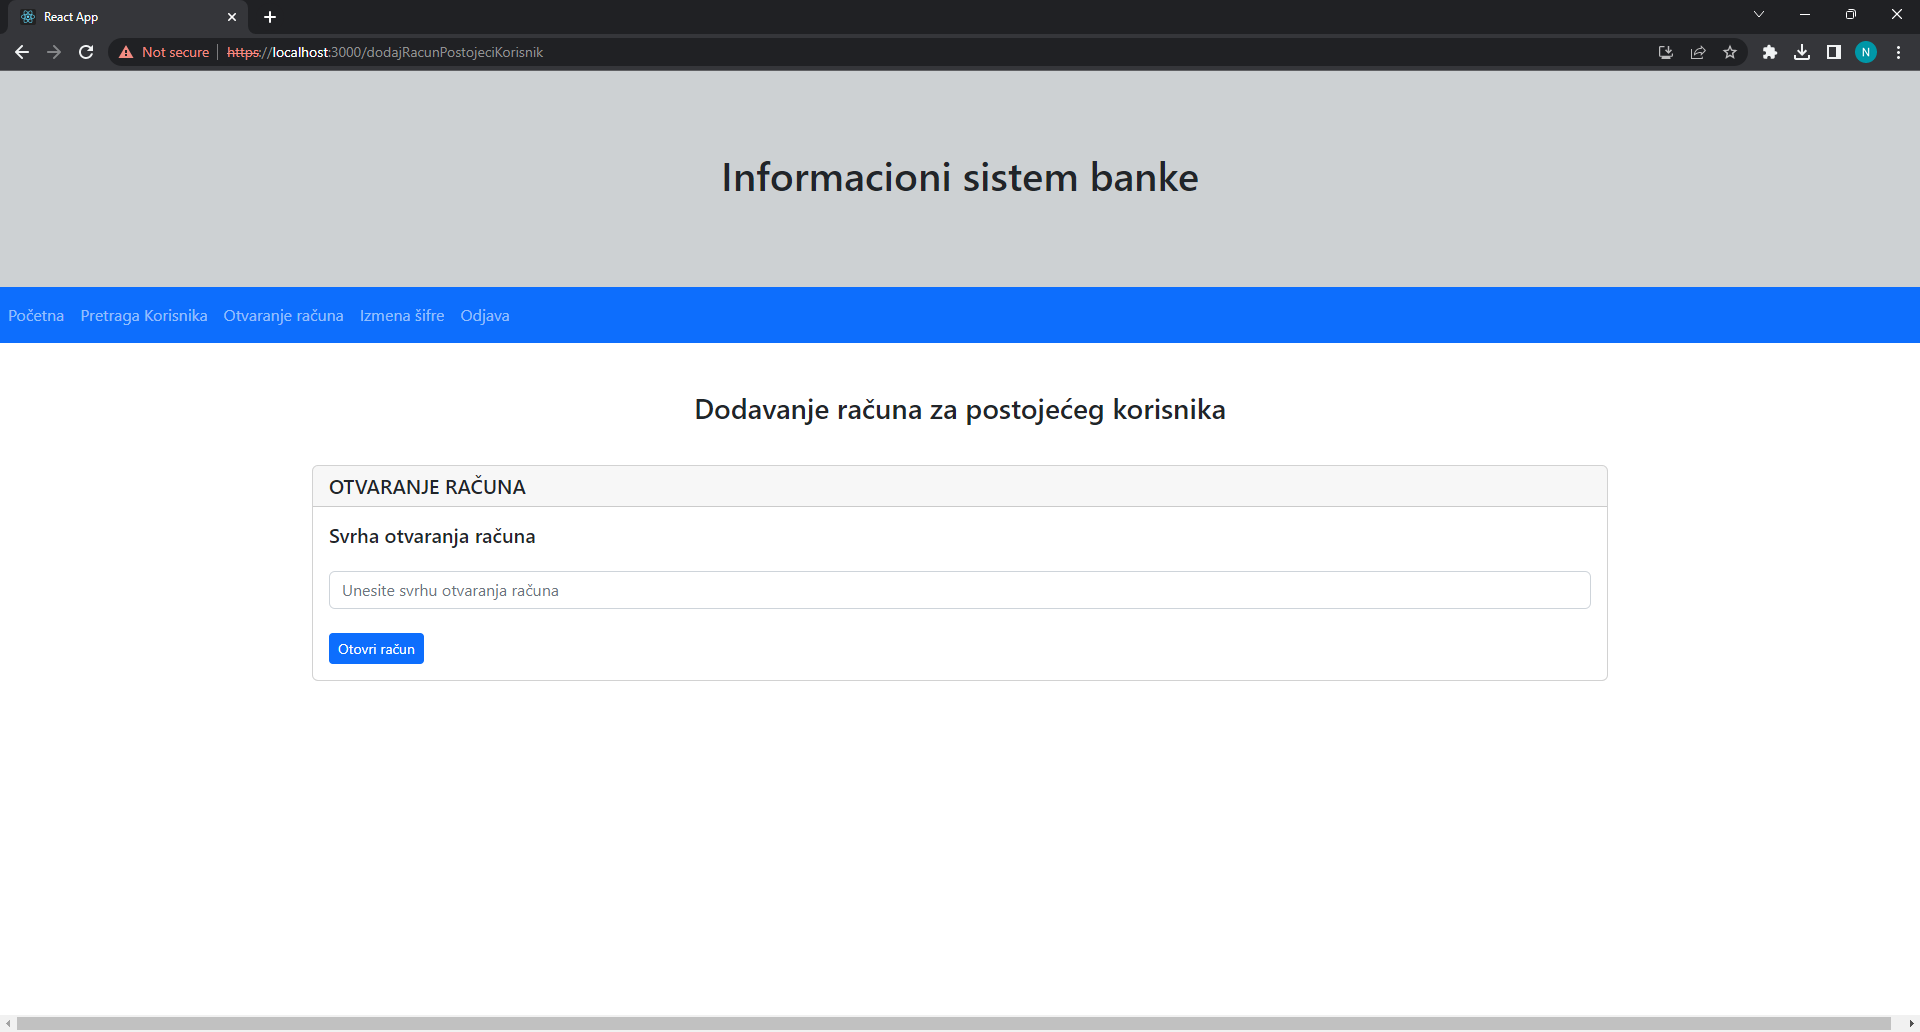 React App
Not secure https://localhost:3000/dodajRacunPostojeciKorisnik
N
Informacioni sistem banke
Početna Pretraga Korisnika Otvaranje računa Izmena šifre Odjava
Dodavanje računa za postojećeg korisnika
OTVARANJE RAČUNA
Svrha otvaranja računa
Unesite svrhu otvaranja računa
Otovri račun